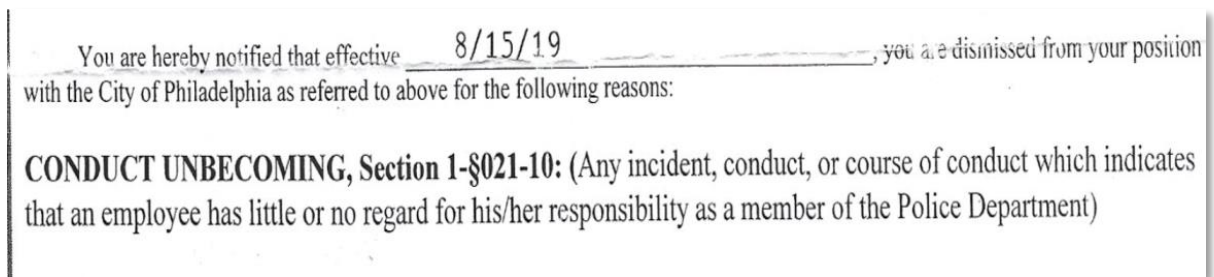 You are hereby notified that effective 8/15/19, you are dismissed from your position
with the City of Philadelphia as referred to above for the following reasons:
CONDUCT UNBECOMING, Section 1-§021-10: (Any incident, conduct, or course of conduct which indicates
that an employee has little or no regard for his/her responsibility as a member of the Police Department)